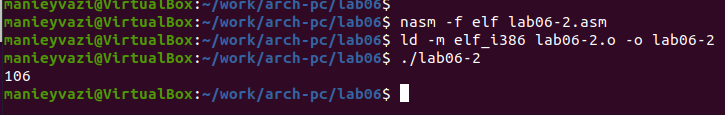 manieyvazi@VirtualBox:~/work/arch-pc/lab06$
manieyvazi@VirtualBox:~/work/arch-pc/lab06$ nasm -f elf lab06-2.asm
manieyvazi@VirtualBox:~/work/arch-pc/lab06$ ld -m elf_i386 lab06-2.o -o lab06-2
manieyvazi@VirtualBox:~/work/arch-pc/lab06$ ./lab06-2
106
manieyvazi@VirtualBox:~/work/arch-pc/lab06$